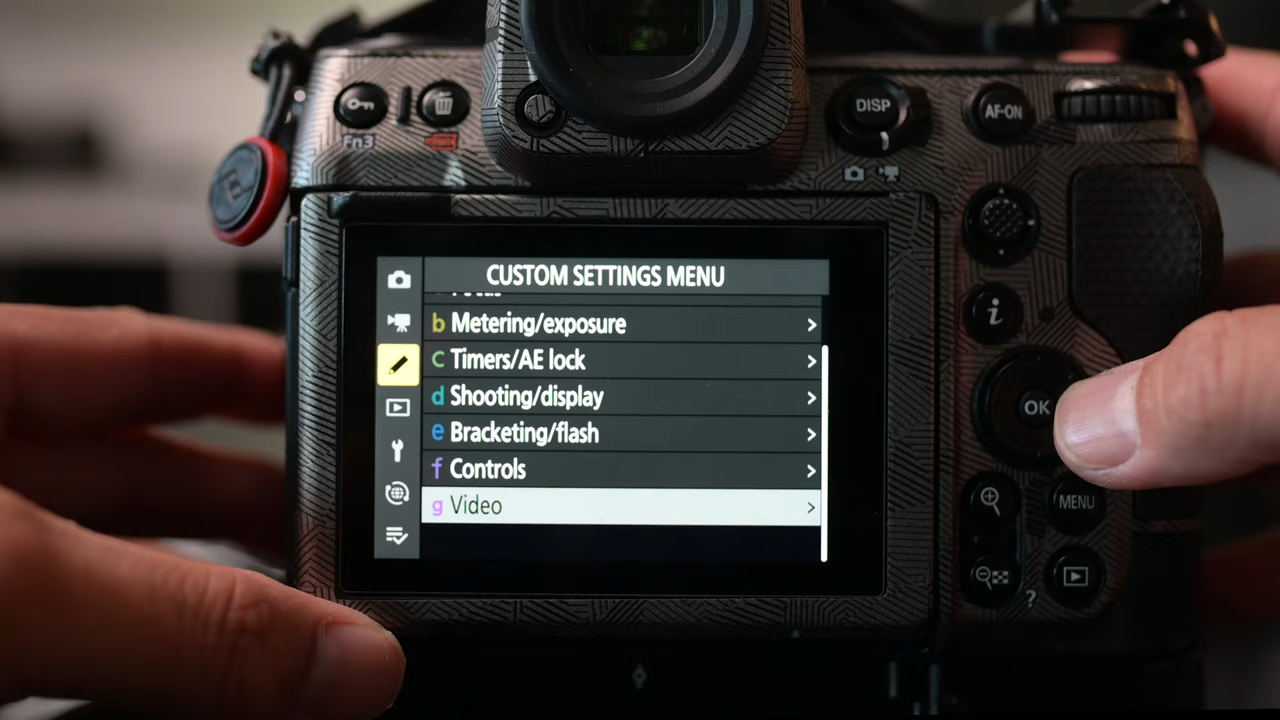 DISP
AF-ON
Fn3
CUSTOM SETTINGS MENU
b Metering/exposure
c Timers/AE lock
d Shooting/display
e Bracketing/flash
f Controls
g Video
i
OK
MENU
?